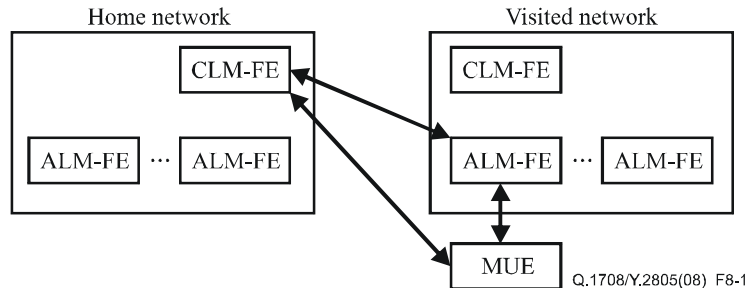 Home network
Visited network
CLM-FE
CLM-FE
ALM-FE ... ALM-FE
ALM-FE ... ALM-FE
MUE
Q.1708/Y.2805(08)_F8-1